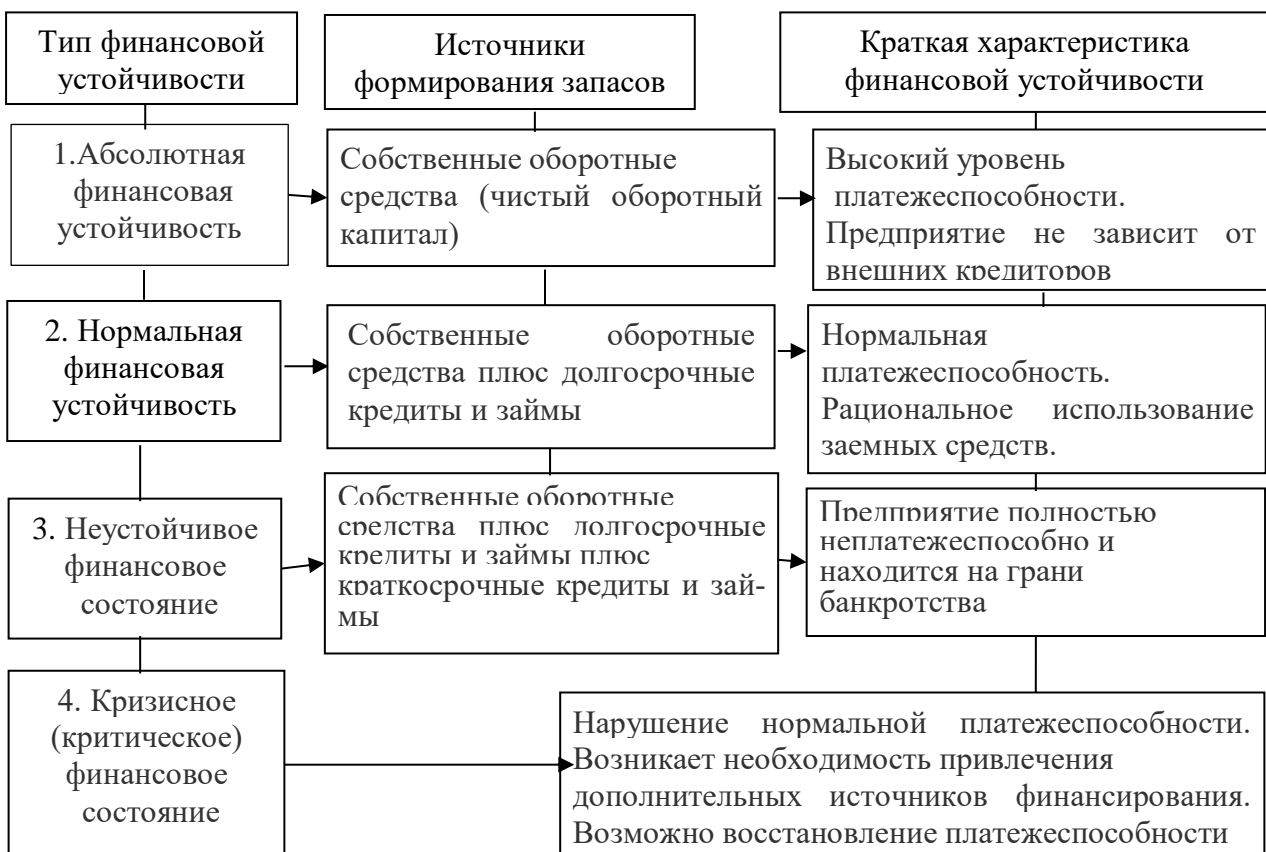 Тип финансовой
устойчивости
Источники
формирования запасов
Краткая характеристика
финансовой устойчивости
1.Абсолютная
финансовая
устойчивость
Собственные оборотные
средства (чистый оборотный
капитал)
Высокий уровень
платежеспособности.
Предприятие не зависит от
внешних кредиторов
2. Нормальная
финансовая
устойчивость
Собственные оборотные
средства плюс долгосрочные
кредиты и займы
Нормальная
платежеспособность.
Рациональное использование
заемных средств.
3. Неустойчивое
финансовое
состояние
Собственные оборотные
средства плюс долгосрочные
кредиты и займы плюс
краткосрочные кредиты и зай-
мы
Предприятие полностью
неплатежеспособно и
находится на грани
банкротства
4. Кризисное
(критическое)
финансовое
состояние
Нарушение нормальной платежеспособности.
Возникает необходимость привлечения
дополнительных источников финансирования.
Возможно восстановление платежеспособности